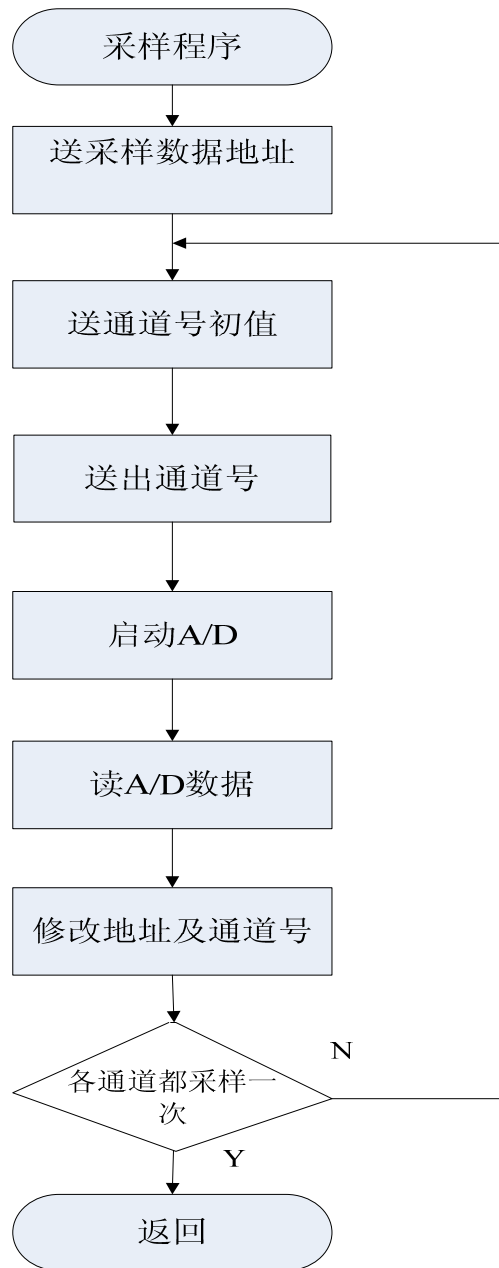 采样程序
送采样数据地址
送通道号初值
送出通道号
启动A/D
读A/D数据
修改地址及通道号
N
各通道都采样一
次
Y
返回